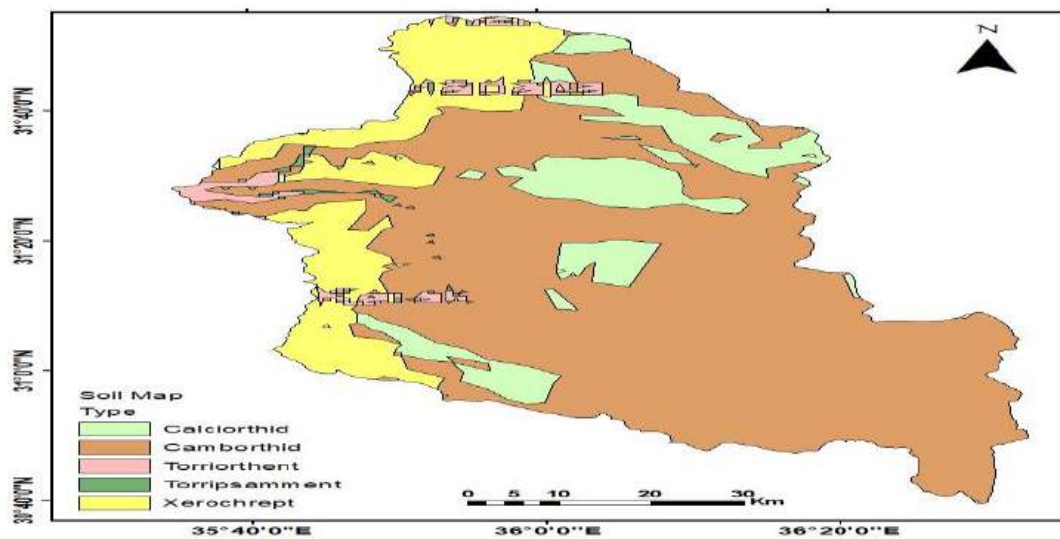 N
31°40'0"N
31°20'0"N
31°0'0"N
30°40'0"N
Soil Map
Type
Calciorthid
Camborthid
Torriorthent
Torripsamment
Xerochrept
0 5 10 20 30
Km
35°40'0"E 36°0'0"E 36°20'0"E